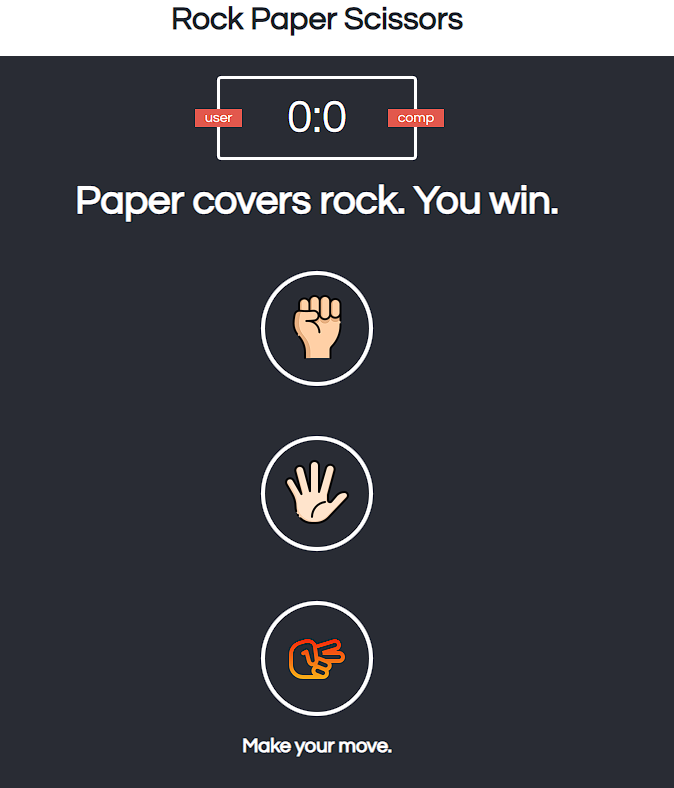 Rock Paper Scissors
user
0:0
comp
Paper covers rock. You win.
Make your move.